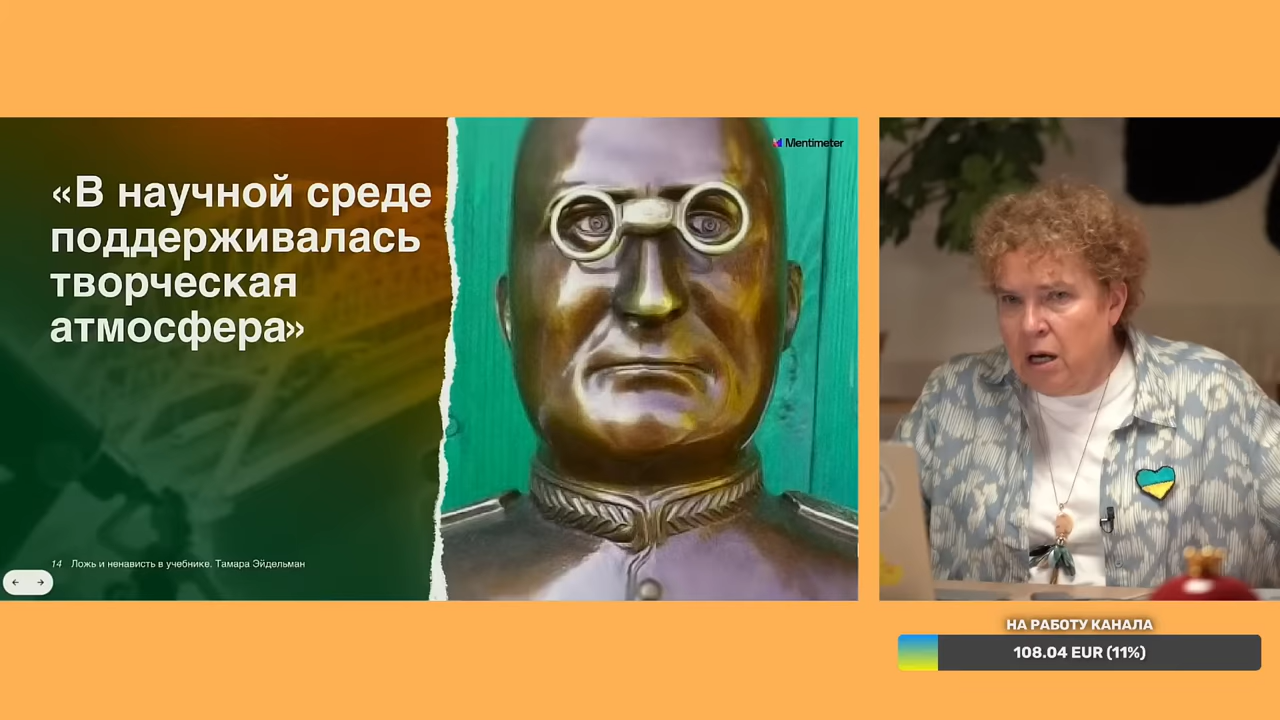 «В научной среде
поддерживалась
творческая
атмосфера»
Mentimeter
14 Ложь и ненависть в учебнике. Тамара Эйдельман
НА РАБОТУ КАНАЛА
108.04 EUR (11%)